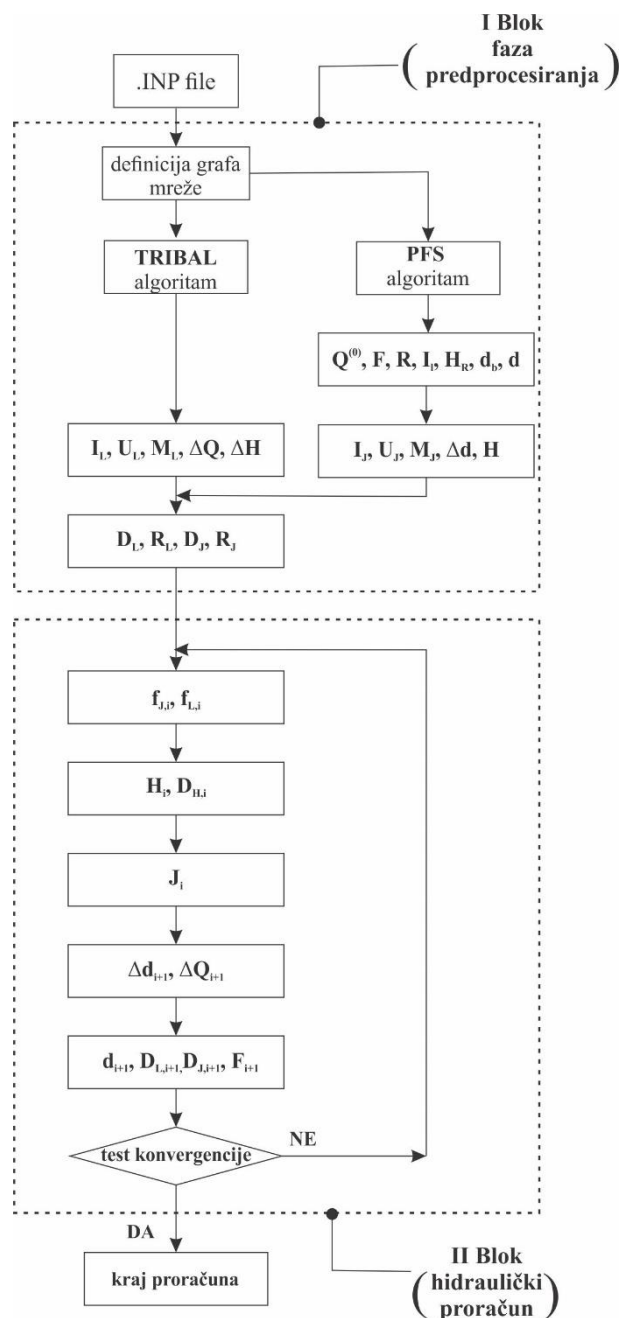 I Blok
faza
(predprocesiranja)
.INP file
definicija grafa
mreže
TRIBAL
algoritam
PFS
algoritam
Q⁽⁰⁾, F, R, Iᵢ, H_R, d_b, d
I_L, U_L, M_L, ΔQ, ΔH
I_J, U_J, M_J, Δd, H
D_L, R_L, D_J, R_J
f_J,i, f_L,i
H_i, D_H,i
J_i
Δd_i+1, ΔQ_i+1
d_i+1, D_L,i+1, D_J,i+1, F_i+1
test konvergencije
NE
DA
kraj proračuna
II Blok
(hidraulički
proračun)